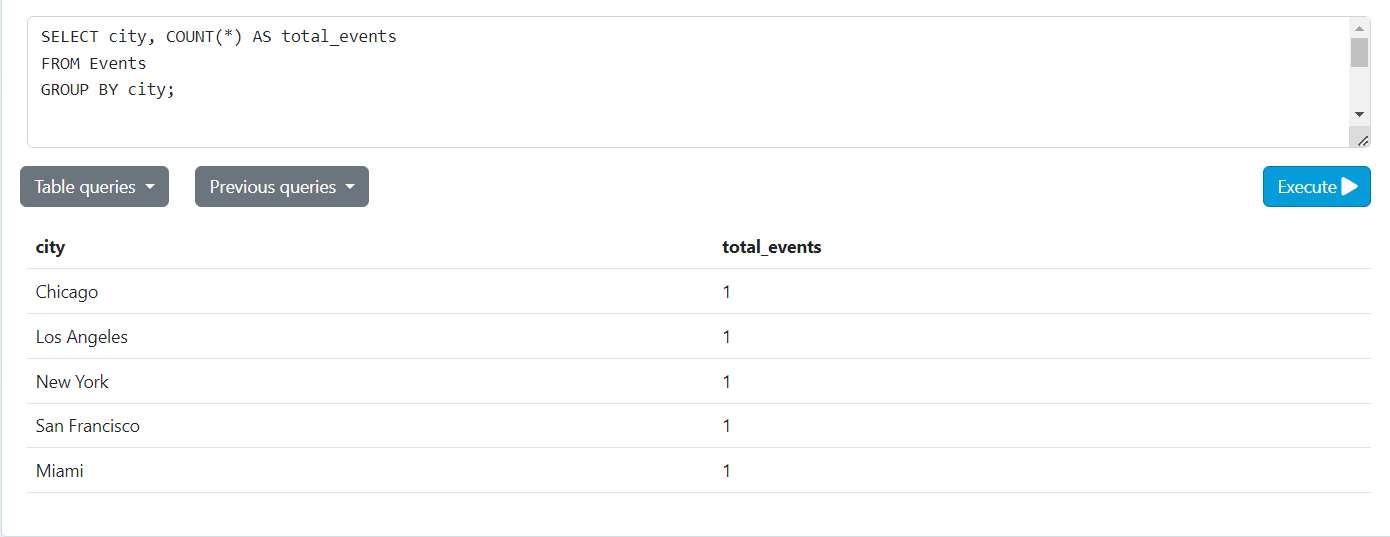 SELECT city, COUNT(*) AS total_events
FROM Events
GROUP BY city;
Table queries
Previous queries
Execute
city total_events
Chicago 1
Los Angeles 1
New York 1
San Francisco 1
Miami 1